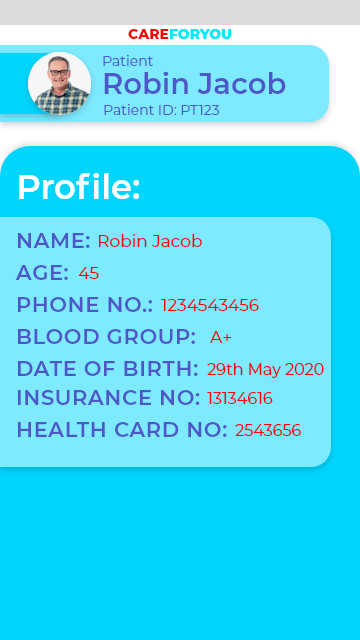 CAREFORYOU
Patient
Robin Jacob
Patient ID: PT123
Profile:
NAME: Robin Jacob
AGE: 45
PHONE NO.: 1234543456
BLOOD GROUP: A+
DATE OF BIRTH: 29th May 2020
INSURANCE NO: 13134616
HEALTH CARD NO: 2543656